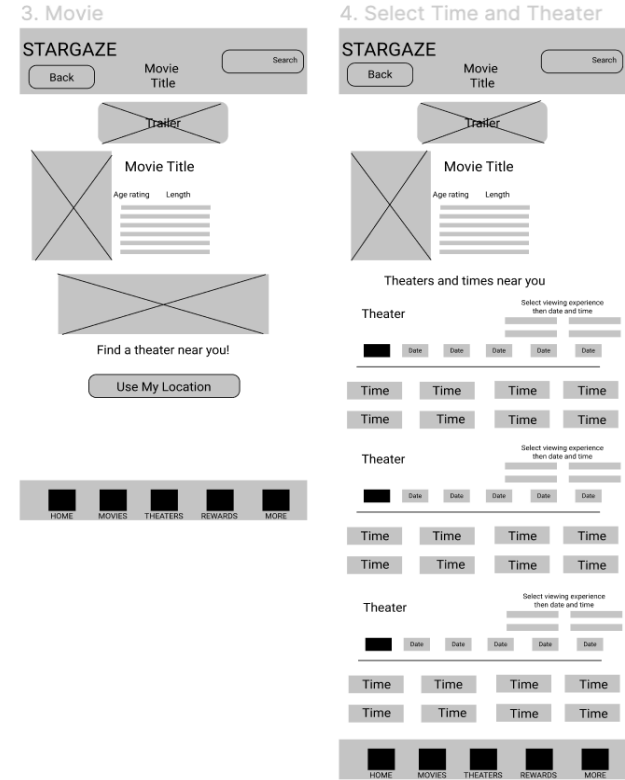 3. Movie
STARGAZE
Back
Movie
Title
Search
Trailer
Movie Title
Age rating Length
Find a theater near you!
Use My Location
HOME MOVIES THEATERS REWARDS MORE
4. Select Time and Theater
STARGAZE
Back
Movie
Title
Search
Trailer
Movie Title
Age rating Length
Theaters and times near you
Theater
Select viewing experience
then date and time
Date Date Date Date Date
Time Time Time Time
Time Time Time Time
Theater
Select viewing experience
then date and time
Date Date Date Date Date
Time Time Time Time
Time Time Time Time
Theater
Select viewing experience
then date and time
Date Date Date Date Date
Time Time Time Time
Time Time Time Time
HOME MOVIES THEATERS REWARDS MORE